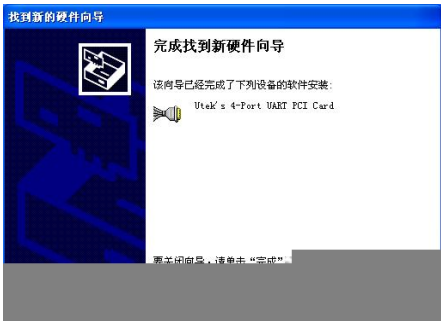 找到新的硬件向导
完成找到新硬件向导
该向导已经完成了下列设备的软件安装:
Utek's 4-Port UART PCI Card
要关闭向导，请单击“完成”